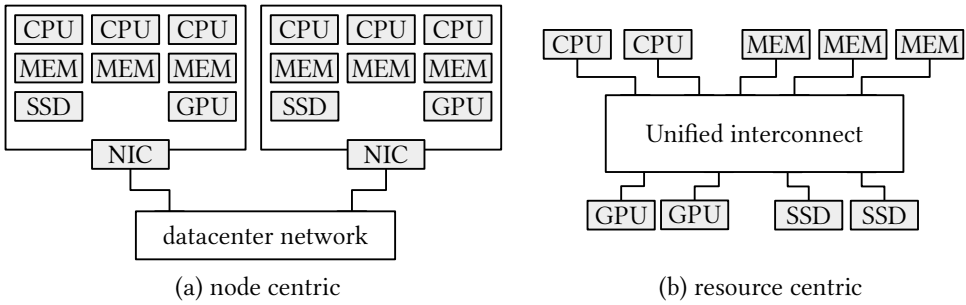 CPU CPU CPU
MEM MEM MEM
SSD GPU
NIC
CPU CPU CPU
MEM MEM MEM
SSD GPU
NIC
datacenter network
(a) node centric
CPU CPU MEM MEM MEM
Unified interconnect
GPU GPU SSD SSD
(b) resource centric